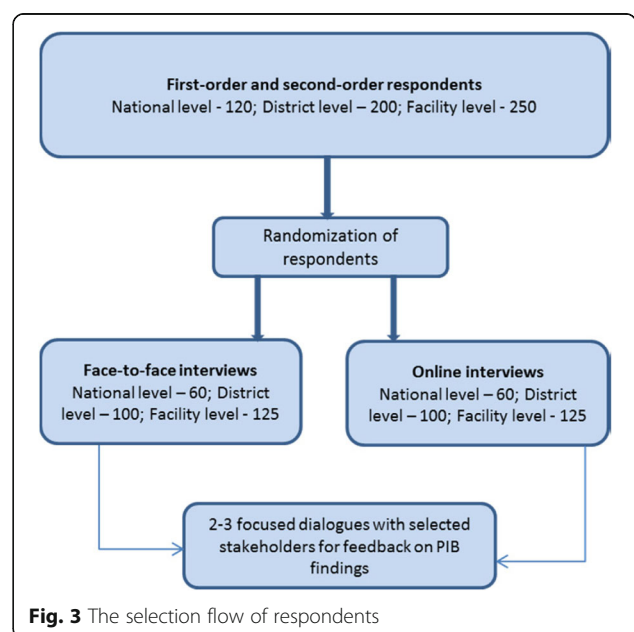 First-order and second-order respondents
National level - 120; District level – 200; Facility level - 250
Randomization of
respondents
Face-to-face interviews
National level – 60; District
level – 100; Facility level - 125
Online interviews
National level – 60; District
level – 100; Facility level - 125
2-3 focused dialogues with selected
stakeholders for feedback on PIB
findings
Fig. 3 The selection flow of respondents